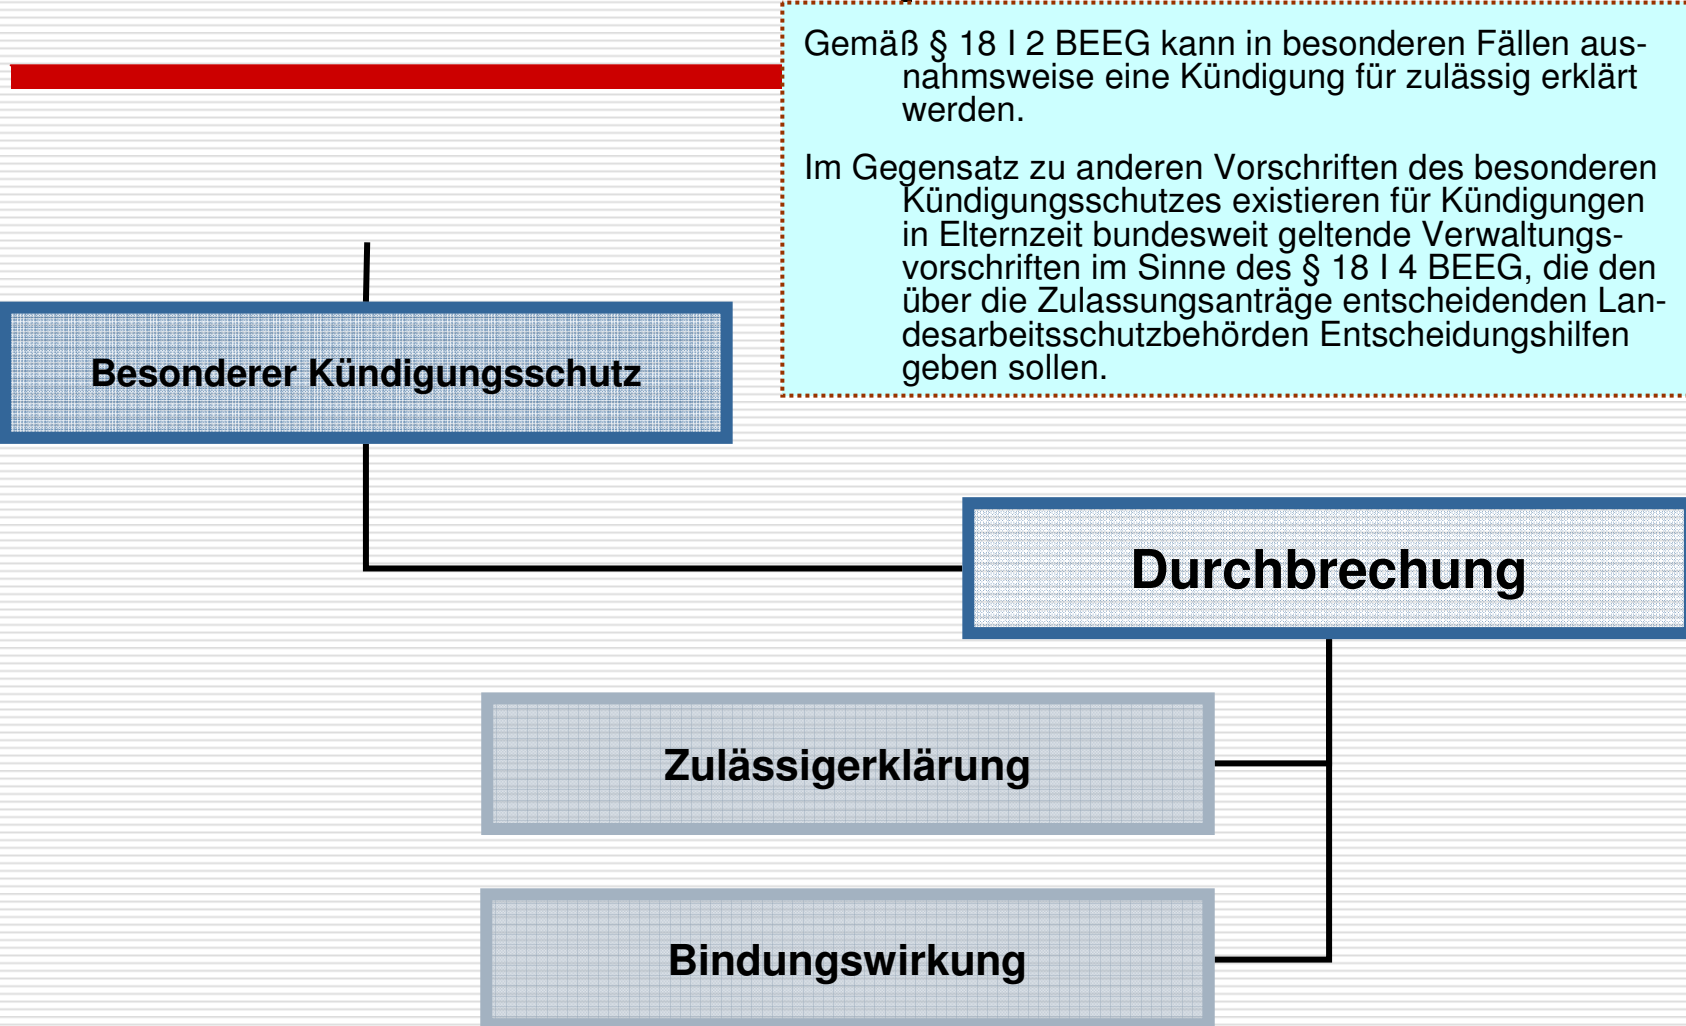 Gemäß § 18 I 2 BEEG kann in besonderen Fällen aus-
nahmsweise eine Kündigung für zulässig erklärt
werden.
Im Gegensatz zu anderen Vorschriften des besonderen
Kündigungsschutzes existieren für Kündigungen
in Elternzeit bundesweit geltende Verwaltungs-
vorschriften im Sinne des § 18 I 4 BEEG, die den
über die Zulassungsanträge entscheidenden Lan-
desarbeitsschutzbehörden Entscheidungshilfen
geben sollen.
Besonderer Kündigungsschutz
Durchbrechung
Zulässigerklärung
Bindungswirkung